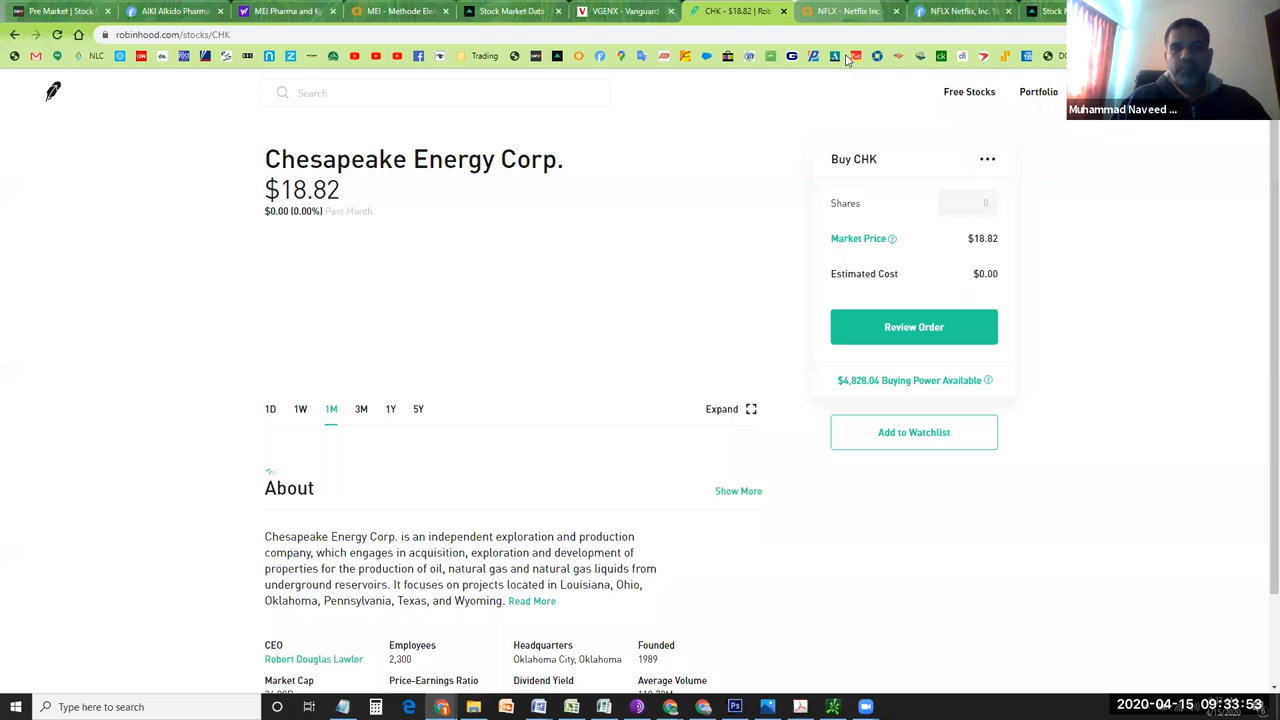 Pre Market | Stock
AIKI Alkido Pharma
MEI Pharma and K
MEI - Methode Ele
Stock Market Data
VGENX - Vanguard
CHK - $18.82 | Rob
NFLX - Netflix Inc
NFLX Netflix, Inc. S
Stock M
robinhood.com/stocks/CHK
NLC
Trading
Search
Free Stocks
Portfolio
Muhammad Naveed ...
Chesapeake Energy Corp.
$18.82
$0.00 (0.00%) Past Month
Buy CHK
Shares
0
Market Price
$18.82
Estimated Cost
$0.00
Review Order
$4,828.04 Buying Power Available
Add to Watchlist
1D 1W 1M 3M 1Y 5Y
Expand
About
Show More
Chesapeake Energy Corp. is an independent exploration and production
company, which engages in acquisition, exploration and development of
properties for the production of oil, natural gas and natural gas liquids from
underground reservoirs. It focuses on projects located in Louisiana, Ohio,
Oklahoma, Pennsylvania, Texas, and Wyoming. Read More
CEO Employees Headquarters Founded
Robert Douglas Lawler 2,300 Oklahoma City, Oklahoma 1989
Market Cap Price-Earnings Ratio Dividend Yield Average Volume
Type here to search
2020-04-15 09:33:53